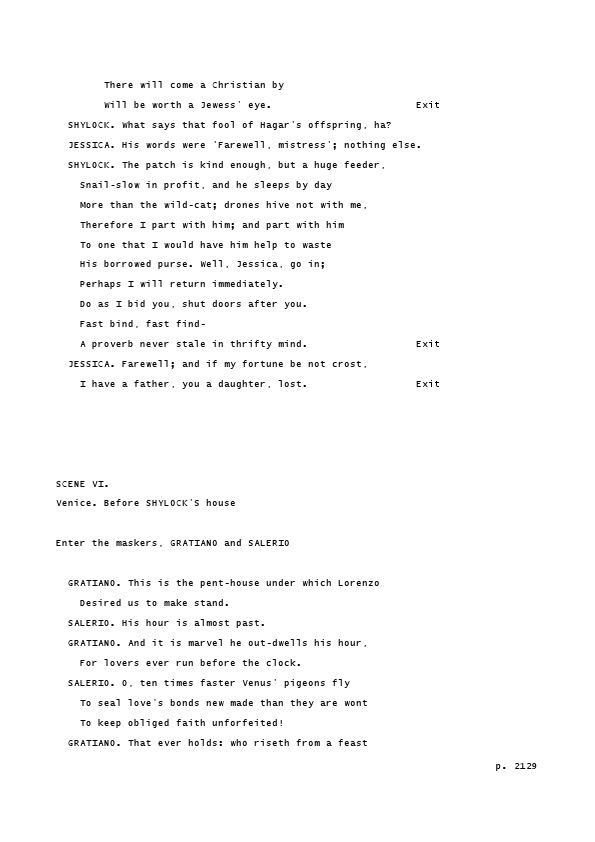 There will come a Christian by
Will be worth a Jewess' eye. Exit
SHYLOCK. What says that fool of Hagar's offspring, ha?
JESSICA. His words were 'Farewell, mistress'; nothing else.
SHYLOCK. The patch is kind enough, but a huge feeder,
Snail-slow in profit, and he sleeps by day
More than the wild-cat; drones hive not with me,
Therefore I part with him; and part with him
To one that I would have him help to waste
His borrowed purse. Well, Jessica, go in;
Perhaps I will return immediately.
Do as I bid you, shut doors after you.
Fast bind, fast find-
A proverb never stale in thrifty mind. Exit
JESSICA. Farewell; and if my fortune be not crost,
I have a father, you a daughter, lost. Exit
SCENE VI.
Venice. Before SHYLOCK'S house
Enter the maskers, GRATIANO and SALERIO
GRATIANO. This is the pent-house under which Lorenzo
Desired us to make stand.
SALERIO. His hour is almost past.
GRATIANO. And it is marvel he out-dwells his hour,
For lovers ever run before the clock.
SALERIO. O, ten times faster Venus' pigeons fly
To seal love's bonds new made than they are wont
To keep obliged faith unforfeited!
GRATIANO. That ever holds: who riseth from a feast
p. 2129